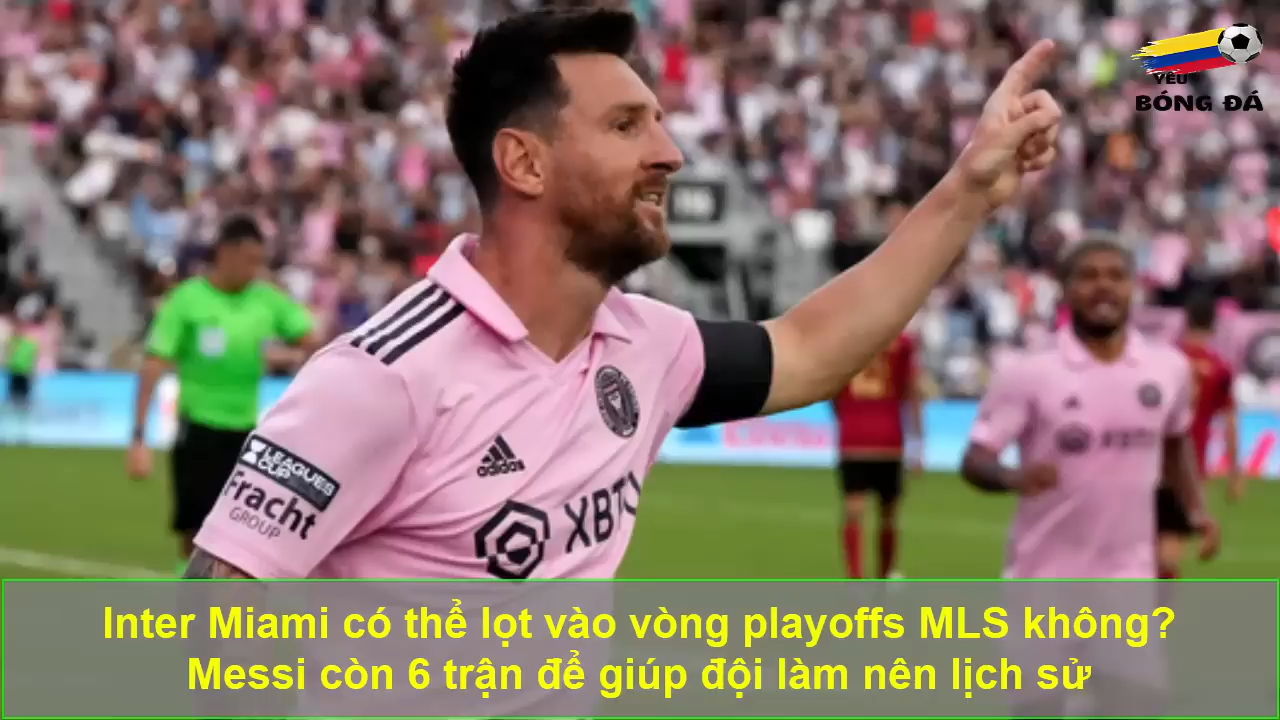 YÊU
BÓNG ĐÁ
LEAGUES
CUP
Fracht
GROUP
adidas
XBTO
Inter Miami có thể lọt vào vòng playoffs MLS không?
Messi còn 6 trận để giúp đội làm nên lịch sử